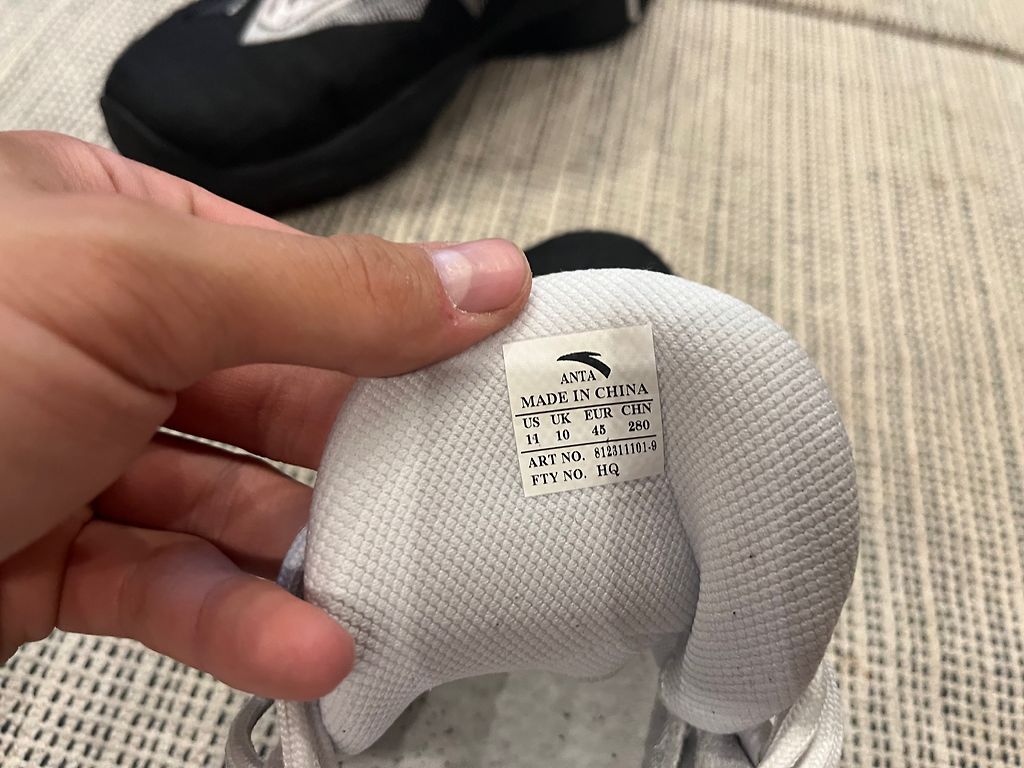 ANTA
MADE IN CHINA
US UK EUR CHN
11 10 45 280
ART NO. 812311101-9
FTY NO. HQ